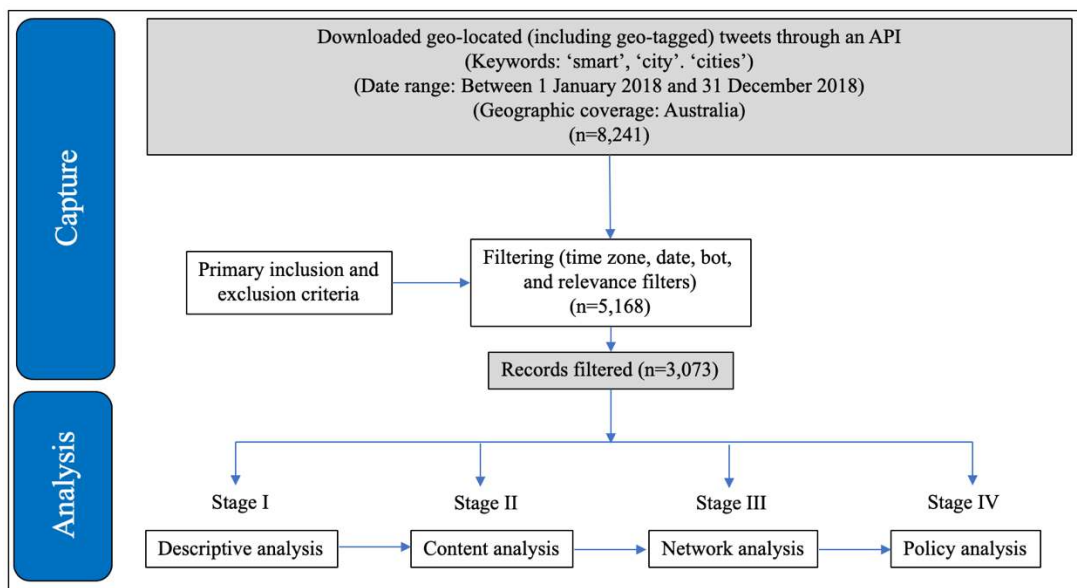 Capture
Downloaded geo-located (including geo-tagged) tweets through an API
(Keywords: ‘smart’, ‘city’. ‘cities’)
(Date range: Between 1 January 2018 and 31 December 2018)
(Geographic coverage: Australia)
(n=8,241)
Primary inclusion and
exclusion criteria
Filtering (time zone, date, bot,
and relevance filters)
(n=5,168)
Records filtered (n=3,073)
Analysis
Stage I
Stage II
Stage III
Stage IV
Descriptive analysis
Content analysis
Network analysis
Policy analysis